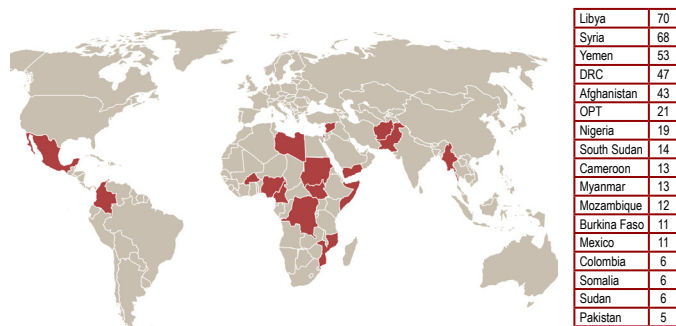 Libya 70
Syria 68
Yemen 53
DRC 47
Afghanistan 43
OPT 21
Nigeria 19
South Sudan 14
Cameroon 13
Myanmar 13
Mozambique 12
Burkina Faso 11
Mexico 11
Colombia 6
Somalia 6
Sudan 6
Pakistan 5